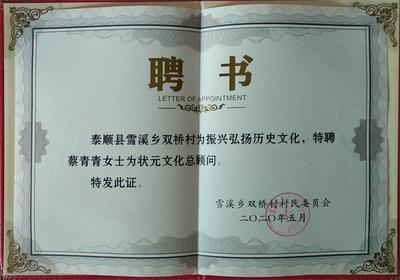 聘 书
LETTER OF APPOINTMENT
泰顺县雪溪乡双桥村为振兴弘扬历史文化，特聘
蔡青青女士为状元文化总顾问。
特发此证。
雪溪乡双桥村村民委员会
二〇二〇年五月